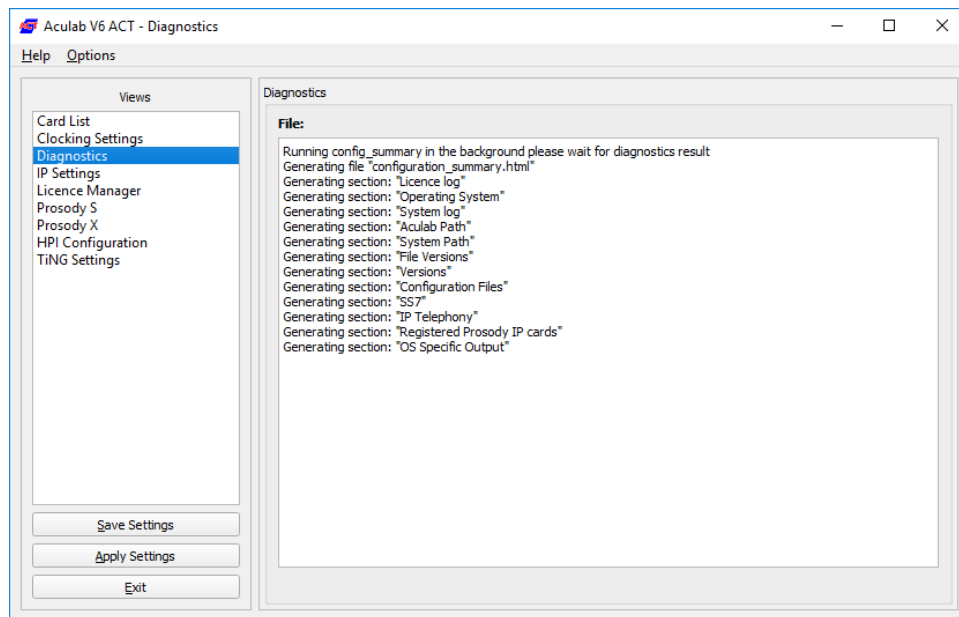 Aculab V6 ACT - Diagnostics
Help Options
Views
Card List
Clocking Settings
Diagnostics
IP Settings
Licence Manager
Prosody S
Prosody X
HPI Configuration
TiNG Settings
Save Settings
Apply Settings
Exit
Diagnostics
File:
Running config_summary in the background please wait for diagnostics result
Generating file "configuration_summary.html"
Generating section: "Licence log"
Generating section: "Operating System"
Generating section: "System log"
Generating section: "Aculab Path"
Generating section: "System Path"
Generating section: "File Versions"
Generating section: "Versions"
Generating section: "Configuration Files"
Generating section: "SS7"
Generating section: "IP Telephony"
Generating section: "Registered Prosody IP cards"
Generating section: "OS Specific Output"